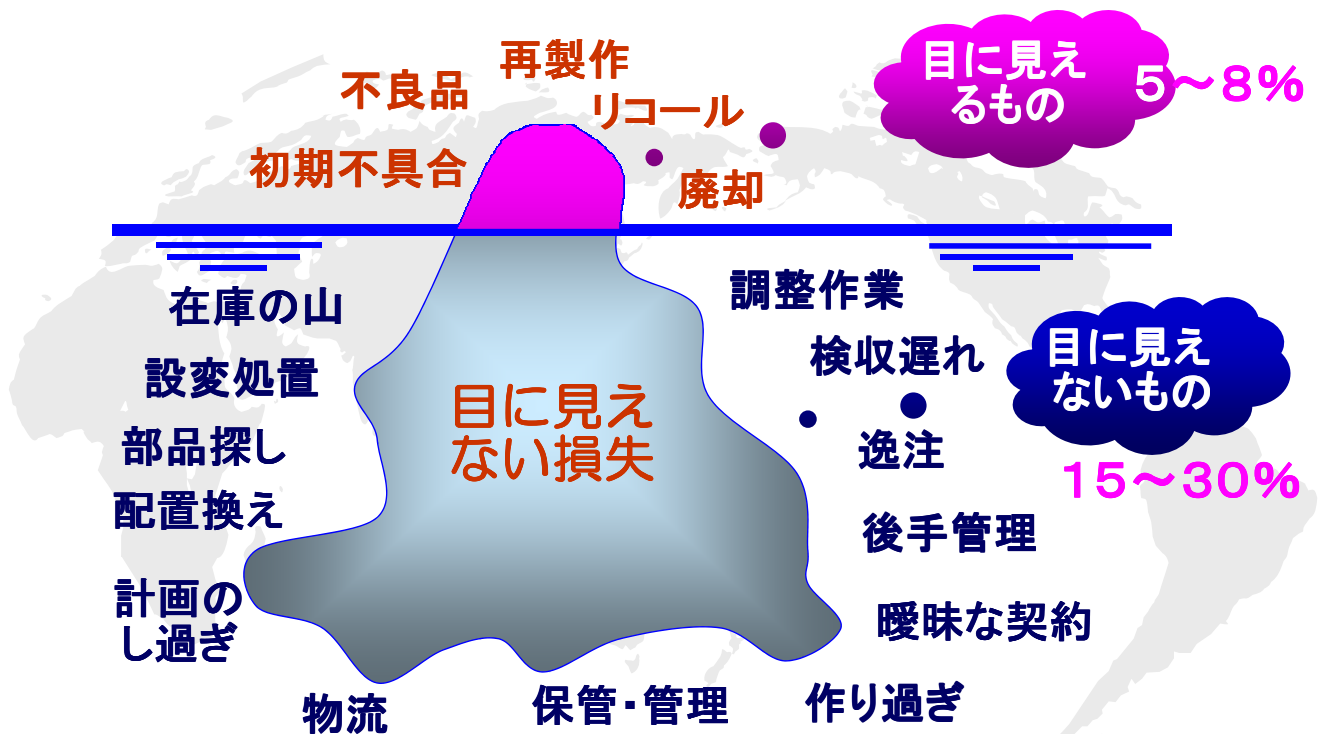 再製作
不良品
リコール
初期不具合
廃却
目に見え
るもの
5～8%
在庫の山
設変処置
部品探し
配置換え
計画の
し過ぎ
目に見え
ない損失
調整作業
検収遅れ
逸注
後手管理
曖昧な契約
目に見え
ないもの
15～30%
物流
保管・管理
作り過ぎ